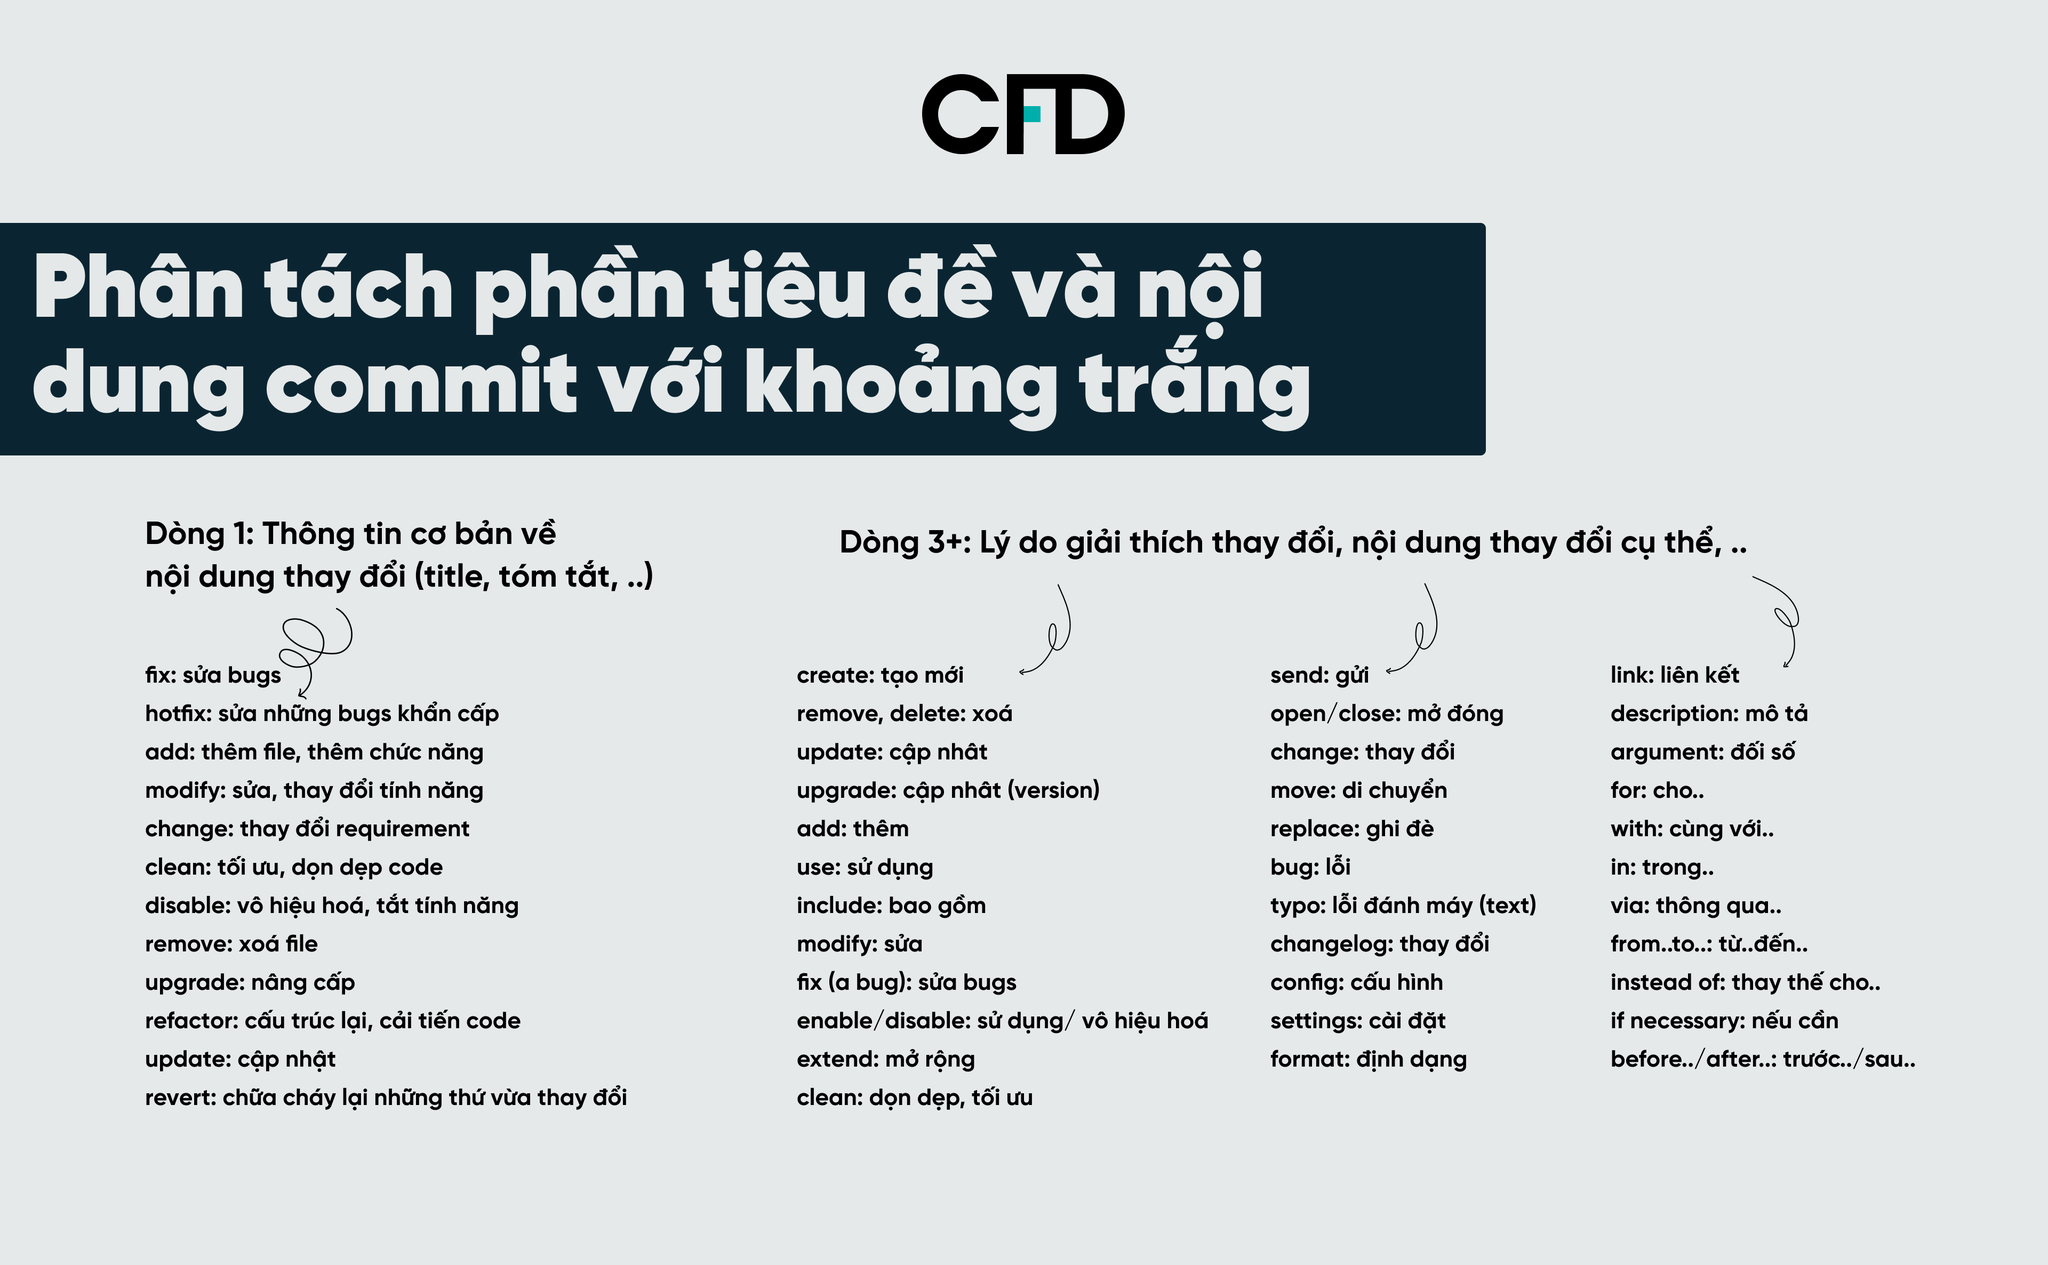 CFD
Phân tách phần tiêu đề và nội
dung commit với khoảng trắng
Dòng 1: Thông tin cơ bản về
nội dung thay đổi (title, tóm tắt, ..)
fix: sửa bugs
hotfix: sửa những bugs khẩn cấp
add: thêm file, thêm chức năng
modify: sửa, thay đổi tính năng
change: thay đổi requirement
clean: tối ưu, dọn dẹp code
disable: vô hiệu hoá, tắt tính năng
remove: xoá file
upgrade: nâng cấp
refactor: cấu trúc lại, cải tiến code
update: cập nhật
revert: chữa cháy lại những thứ vừa thay đổi
Dòng 3+: Lý do giải thích thay đổi, nội dung thay đổi cụ thể, ..
create: tạo mới
remove, delete: xoá
update: cập nhât
upgrade: cập nhât (version)
add: thêm
use: sử dụng
include: bao gồm
modify: sửa
fix (a bug): sửa bugs
enable/disable: sử dụng/ vô hiệu hoá
extend: mở rộng
clean: dọn dẹp, tối ưu
send: gửi
open/close: mở đóng
change: thay đổi
move: di chuyển
replace: ghi đè
bug: lỗi
typo: lỗi đánh máy (text)
changelog: thay đổi
config: cấu hình
settings: cài đặt
format: định dạng
link: liên kết
description: mô tả
argument: đối số
for: cho..
with: cùng với..
in: trong..
via: thông qua..
from..to..: từ..đến..
instead of: thay thế cho..
if necessary: nếu cần
before../after..: trước../sau..